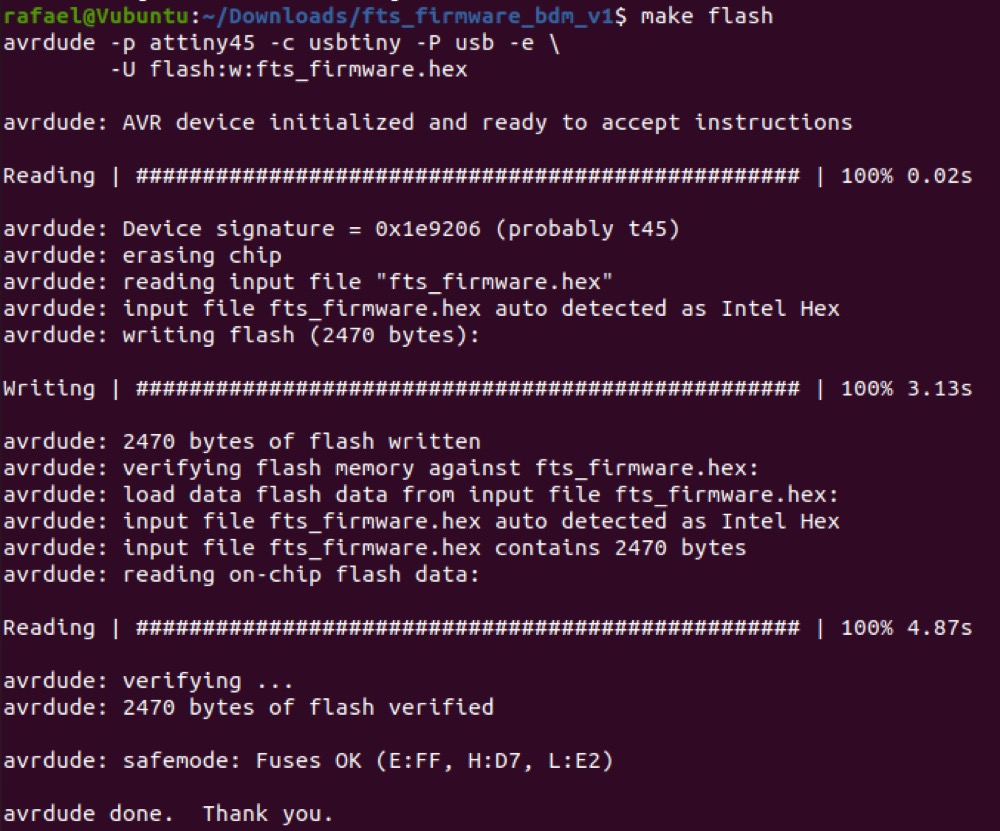 rafael@Vubuntu:~/Downloads/fts_firmware_bdm_v1$ make flash
avrdude -p attiny45 -c usbtiny -P usb -e \
        -U flash:w:fts_firmware.hex
avrdude: AVR device initialized and ready to accept instructions
Reading | ################################################## | 100% 0.02s
avrdude: Device signature = 0x1e9206 (probably t45)
avrdude: erasing chip
avrdude: reading input file "fts_firmware.hex"
avrdude: input file fts_firmware.hex auto detected as Intel Hex
avrdude: writing flash (2470 bytes):
Writing | ################################################## | 100% 3.13s
avrdude: 2470 bytes of flash written
avrdude: verifying flash memory against fts_firmware.hex:
avrdude: load data flash data from input file fts_firmware.hex:
avrdude: input file fts_firmware.hex auto detected as Intel Hex
avrdude: input file fts_firmware.hex contains 2470 bytes
avrdude: reading on-chip flash data:
Reading | ################################################## | 100% 4.87s
avrdude: verifying ...
avrdude: 2470 bytes of flash verified
avrdude: safemode: Fuses OK (E:FF, H:D7, L:E2)
avrdude done.  Thank you.